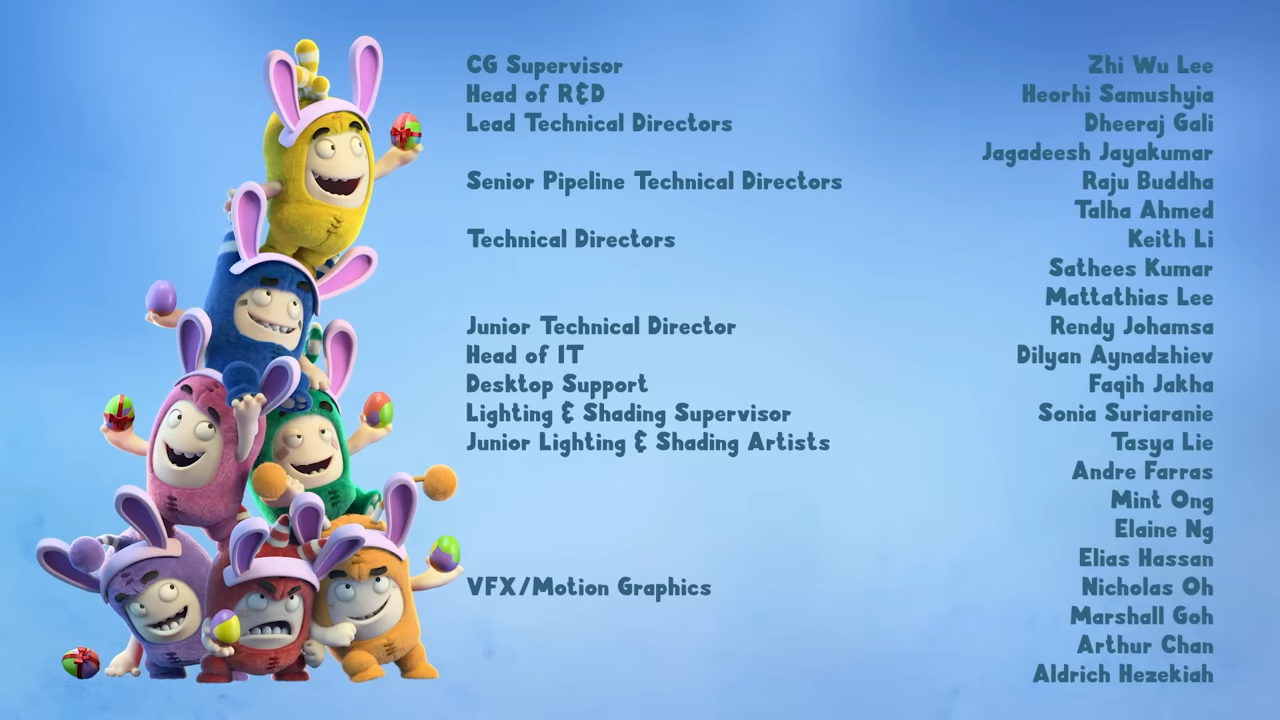 CG Supervisor Zhi Wu Lee
Head of R&D Heorhi Samushyia
Lead Technical Directors Dheeraj Gali
Jagadeesh Jayakumar
Senior Pipeline Technical Directors Raju Buddha
Talha Ahmed
Technical Directors Keith Li
Sathees Kumar
Mattathias Lee
Junior Technical Director Rendy Johamsa
Head of IT Dilyan Aynadzhiev
Desktop Support Faqih Jakha
Lighting & Shading Supervisor Sonia Suriaranie
Junior Lighting & Shading Artists Tasya Lie
Andre Farras
Mint Ong
Elaine Ng
Elias Hassan
VFX/Motion Graphics Nicholas Oh
Marshall Goh
Arthur Chan
Aldrich Hezekiah